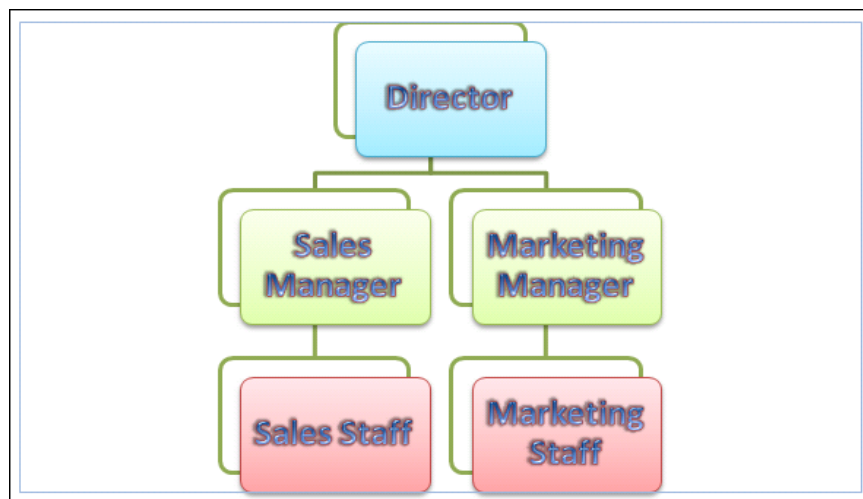 Director
Sales
Manager
Marketing
Manager
Sales Staff
Marketing
Staff